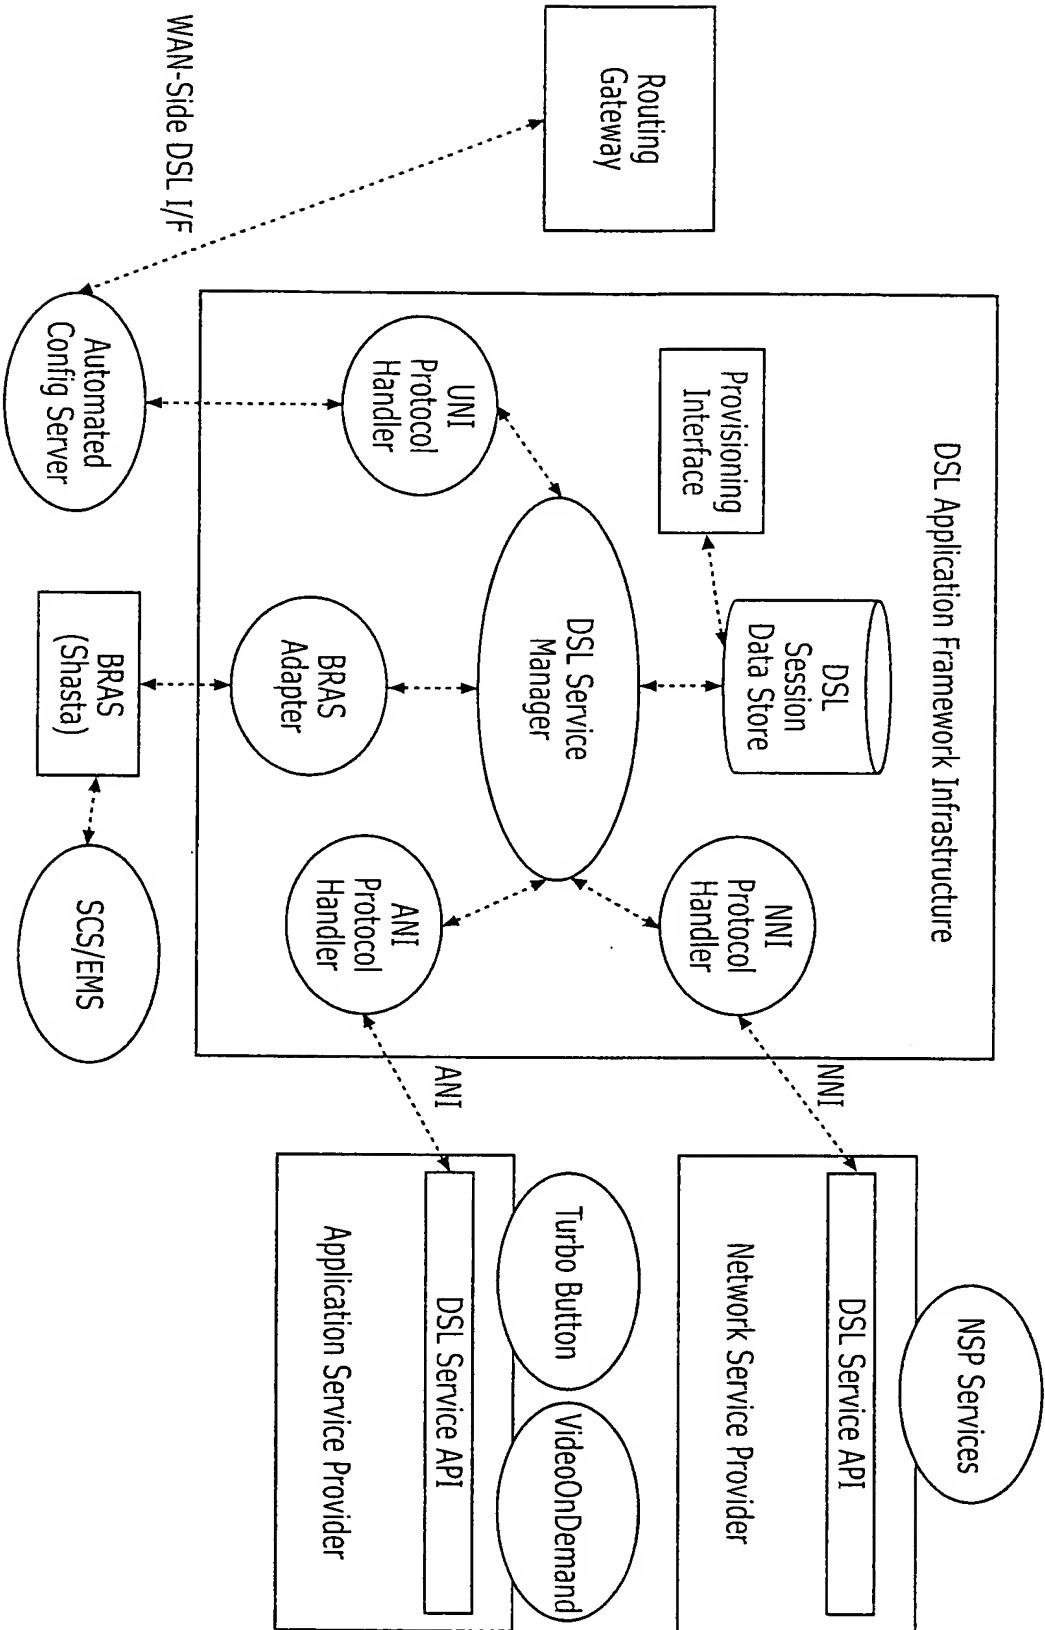 DSL Application Framework Infrastructure
Routing
Gateway
Provisioning
Interface
DSL
Session
Data Store
NNI
Protocol
Handler
NNI
NSP Services
DSL Service API
Network Service Provider
UNI
Protocol
Handler
DSL Service
Manager
BRAS
Adapter
ANI
Protocol
Handler
ANI
Turbo Button
VideoOnDemand
DSL Service API
Application Service Provider
WAN-Side DSL I/F
Automated
Config Server
BRAS
(Shasta)
SCS/EMS